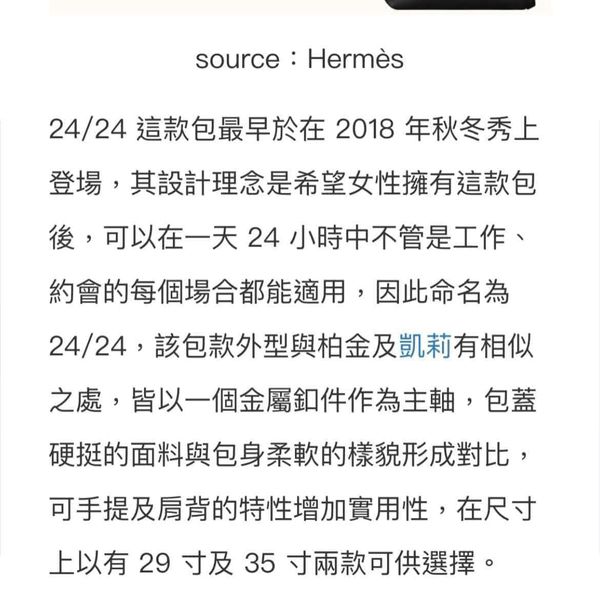 source：Hermès
24/24 這款包最早於在 2018 年秋冬秀上
登場，其設計理念是希望女性擁有這款包
後，可以在一天 24 小時中不管是工作、
約會的每個場合都能適用，因此命名為
24/24，該包款外型與柏金及凱莉有相似
之處，皆以一個金屬釦件作為主軸，包蓋
硬挺的面料與包身柔軟的樣貌形成對比，
可手提及肩背的特性增加實用性，在尺寸
上以有 29 寸及 35 寸兩款可供選擇。